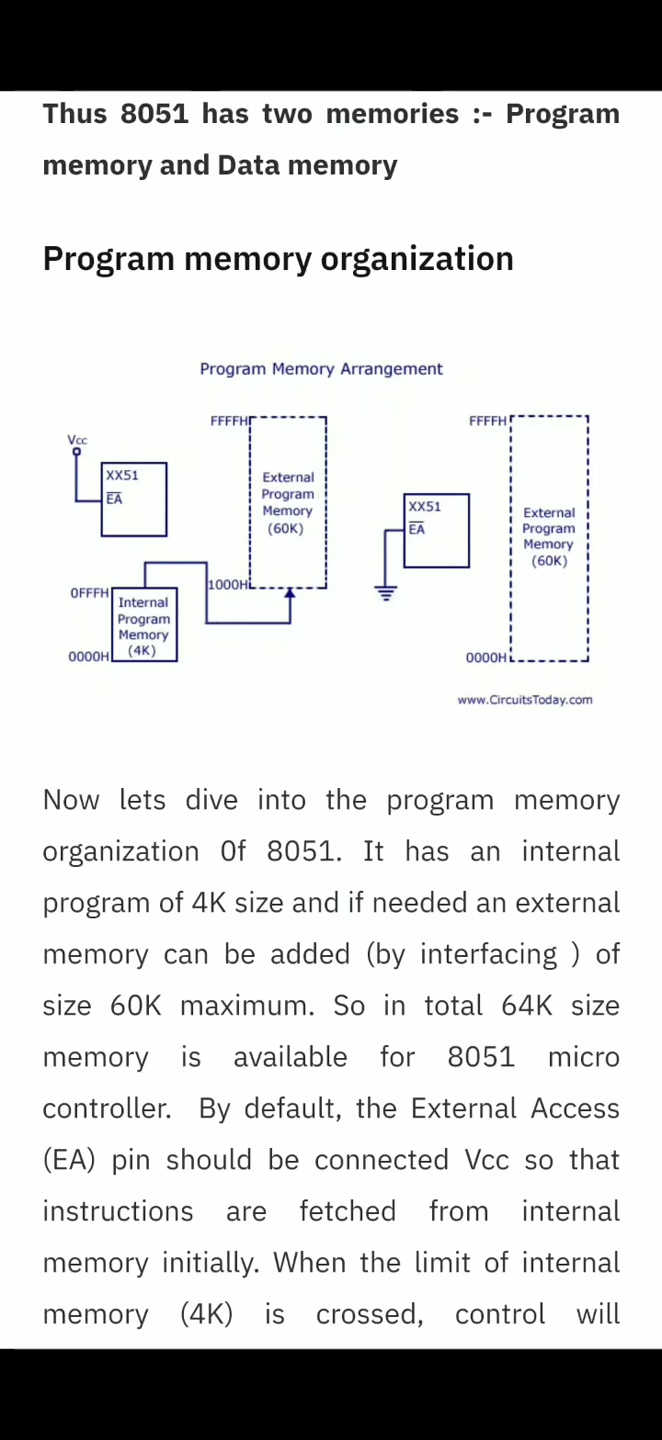 Thus 8051 has two memories :- Program
memory and Data memory
Program memory organization
Program Memory Arrangement
Vcc
XX51
EA
FFFFH
External
Program
Memory
(60K)
1000H
0FFFH
Internal
Program
Memory
(4K)
0000H
XX51
EA
FFFFH
External
Program
Memory
(60K)
0000H
www.CircuitsToday.com
Now lets dive into the program memory
organization 0f 8051. It has an internal
program of 4K size and if needed an external
memory can be added (by interfacing ) of
size 60K maximum. So in total 64K size
memory is available for 8051 micro
controller. By default, the External Access
(EA) pin should be connected Vcc so that
instructions are fetched from internal
memory initially. When the limit of internal
memory (4K) is crossed, control will